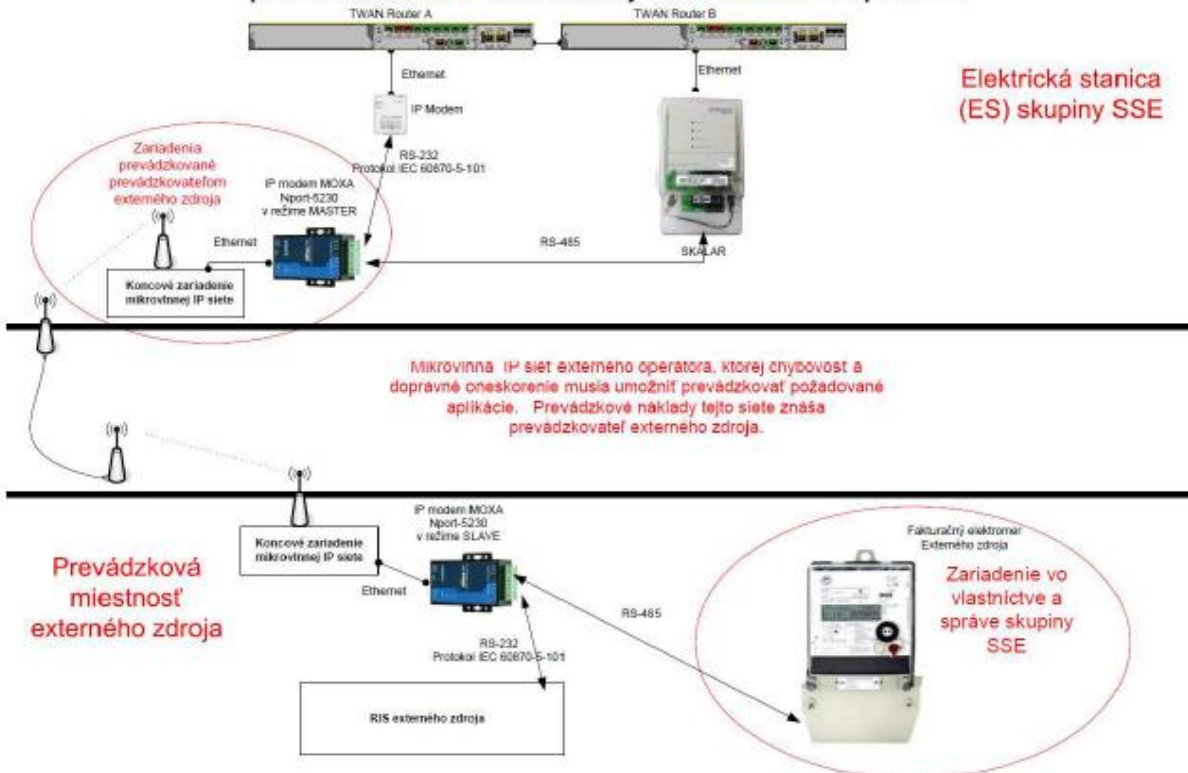 TWAN Router A
TWAN Router B
Ethernet
Ethernet
IP Modem
Elektrická stanica
(ES) skupiny SSE
Zariadenia
prevádzkované
prevádzkovateľom
externého zdroja
RS-232
Protokol IEC 60870-5-101
IP modem MOXA
Nport-5230
v režime MASTER
Ethernet
RS-485
SKALAR
Koncové zariadenie
mikrovlnnej IP siete
Mikrovlnná IP sieť externého operátora, ktorej chybovosť a
dopravné oneskorenie musia umožniť prevádzkovať požadované
aplikácie. Prevádzkové náklady tejto siete znáša
prevádzkovateľ externého zdroja.
Prevádzková
miestnosť
externého zdroja
Koncové zariadenie
mikrovlnnej IP siete
IP modem MOXA
Nport-5230
v režime SLAVE
Ethernet
RS-485
RS-232
Protokol IEC 60870-5-101
RIS externého zdroja
Fakturačný elektromer
Externého zdroja
Zariadenie vo
vlastníctve a
správe skupiny
SSE